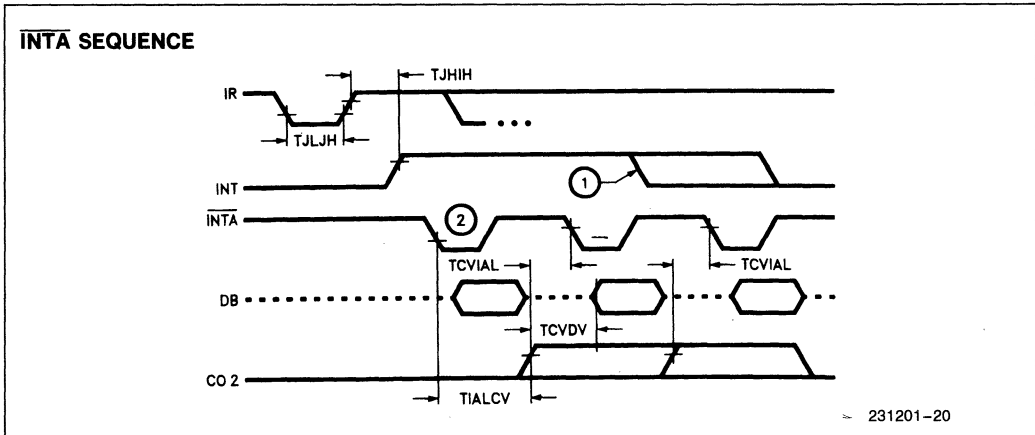 INTA SEQUENCE
TJHIH
IR
TJLJH
INT
1
INTA
2
TCVIAL
TCVIAL
DB
TCVDV
CO 2
TIALCV
231201-20